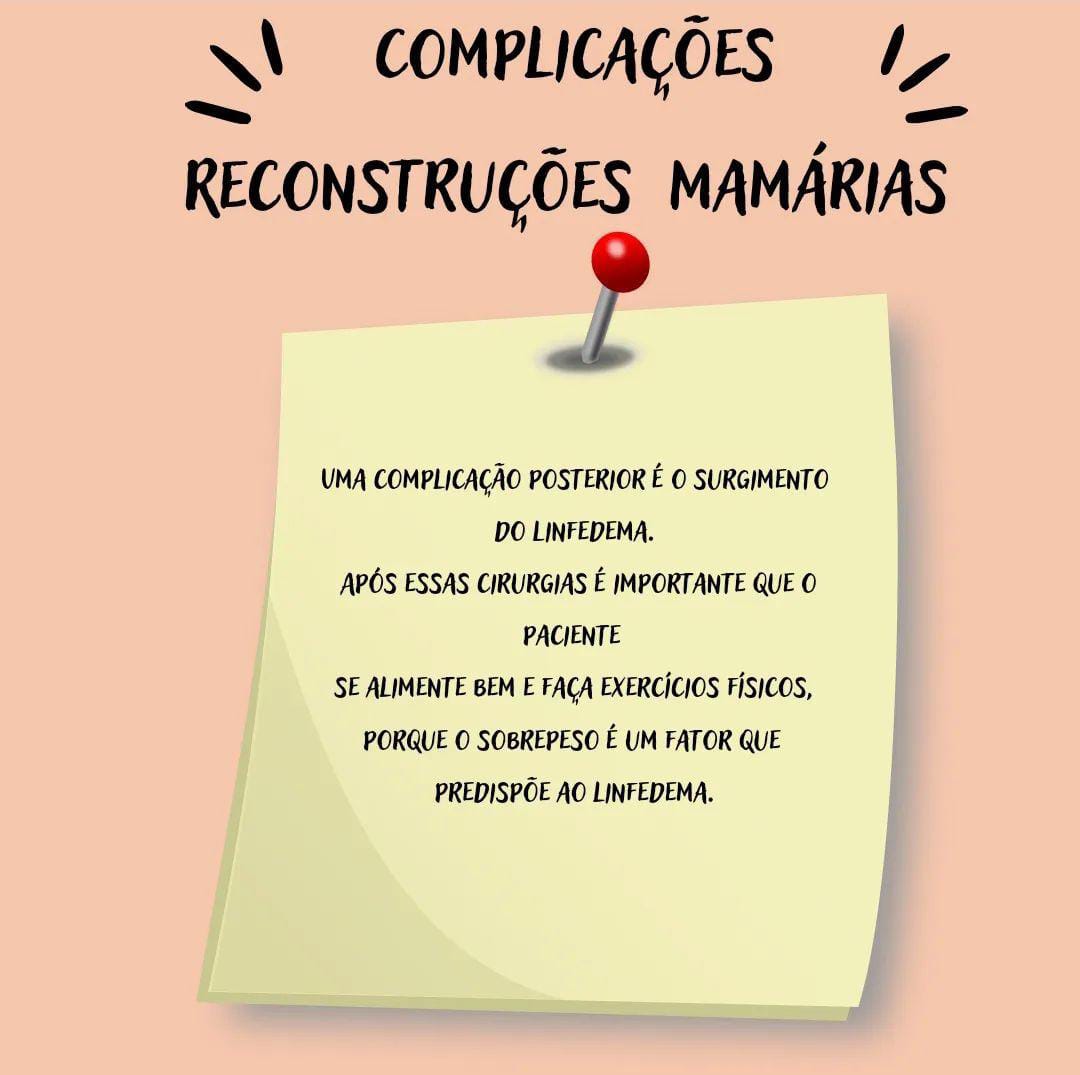 COMPLICAÇÕES
RECONSTRUÇÕES MAMÁRIAS
UMA COMPLICAÇÃO POSTERIOR É O SURGIMENTO
DO LINFEDEMA.
APÓS ESSAS CIRURGIAS É IMPORTANTE QUE O
PACIENTE
SE ALIMENTE BEM E FAÇA EXERCÍCIOS FÍSICOS,
PORQUE O SOBREPESO É UM FATOR QUE
PREDISPÕE AO LINFEDEMA.